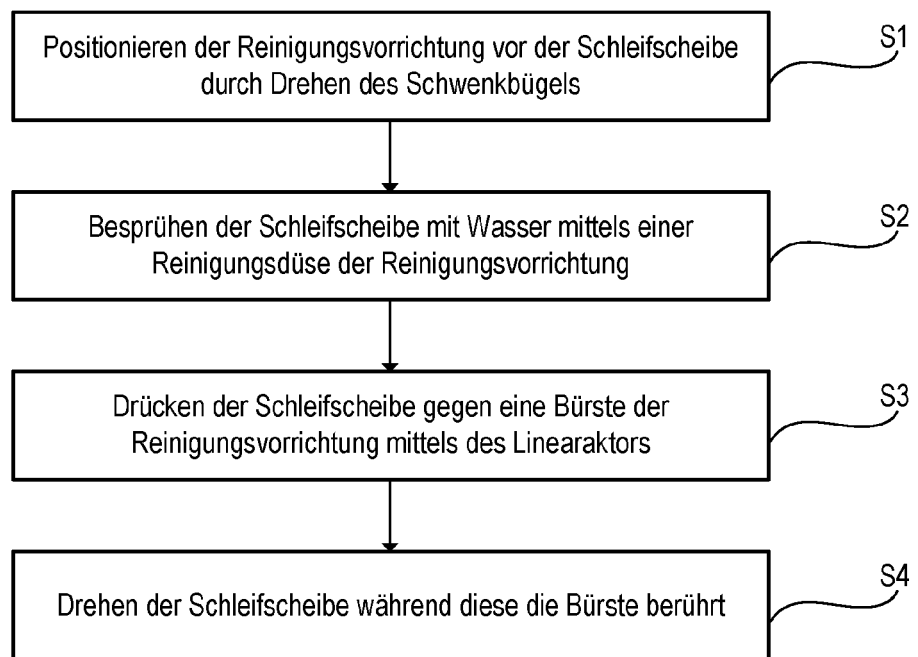 Positionieren der Reinigungsvorrichtung vor der Schleifscheibe
durch Drehen des Schwenkbügels
S1
Besprühen der Schleifscheibe mit Wasser mittels einer
Reinigungsdüse der Reinigungsvorrichtung
S2
Drücken der Schleifscheibe gegen eine Bürste der
Reinigungsvorrichtung mittels des Linearaktors
S3
Drehen der Schleifscheibe während diese die Bürste berührt
S4